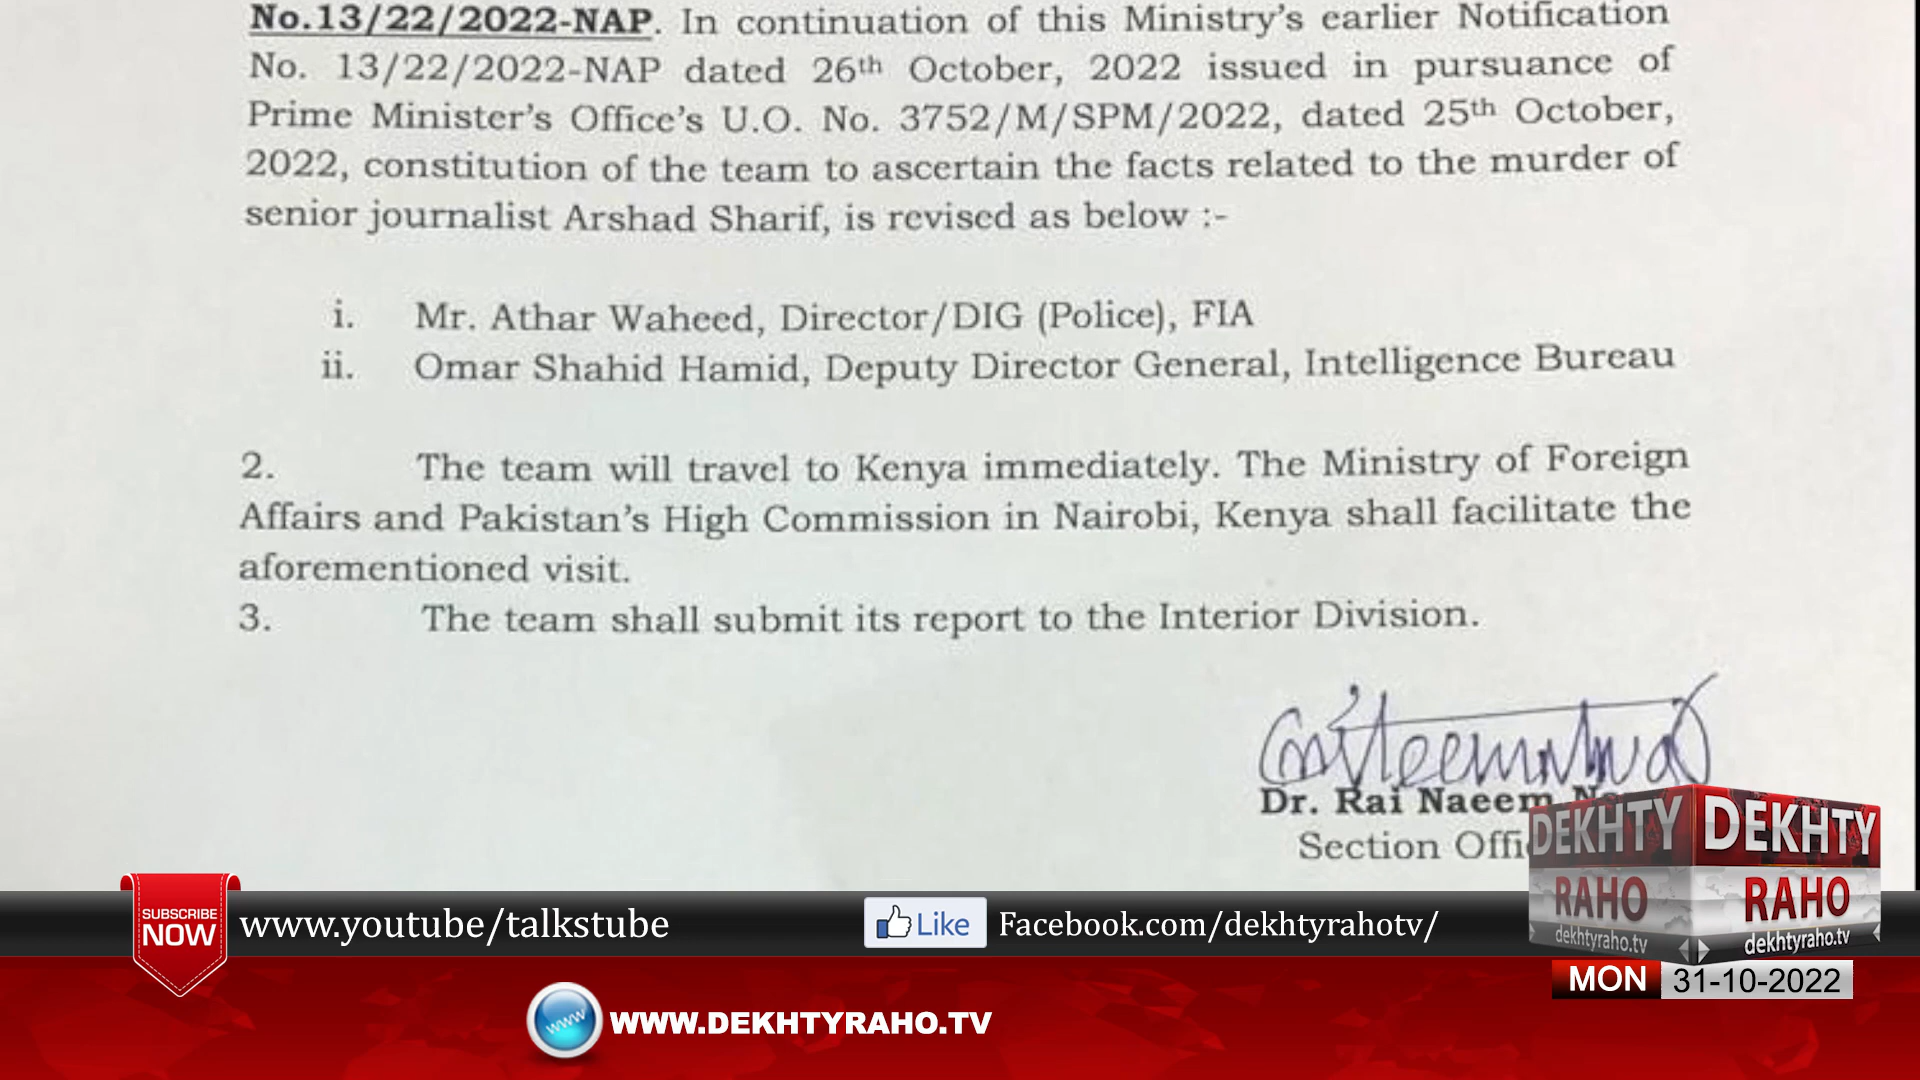 No.13/22/2022-NAP. In continuation of this Ministry's earlier Notification
No. 13/22/2022-NAP dated 26th October, 2022 issued in pursuance of
Prime Minister's Office's U.O. No. 3752/M/SPM/2022, dated 25th October,
2022, constitution of the team to ascertain the facts related to the murder of
senior journalist Arshad Sharif, is revised as below :-
i. Mr. Athar Waheed, Director/DIG (Police), FIA
ii. Omar Shahid Hamid, Deputy Director General, Intelligence Bureau
2. The team will travel to Kenya immediately. The Ministry of Foreign
Affairs and Pakistan's High Commission in Nairobi, Kenya shall facilitate the
aforementioned visit.
3. The team shall submit its report to the Interior Division.
Dr. Rai Naeem
Section
DEKHTY DEKHTY
RAHO RAHO
dekhtyraho.tv dekhtyraho.tv
SUBSCRIBE
NOW
www.youtube/talkstube
Like
Facebook.com/dekhtyrahotv/
MON 31-10-2022
www
WWW.DEKHTYRAHO.TV